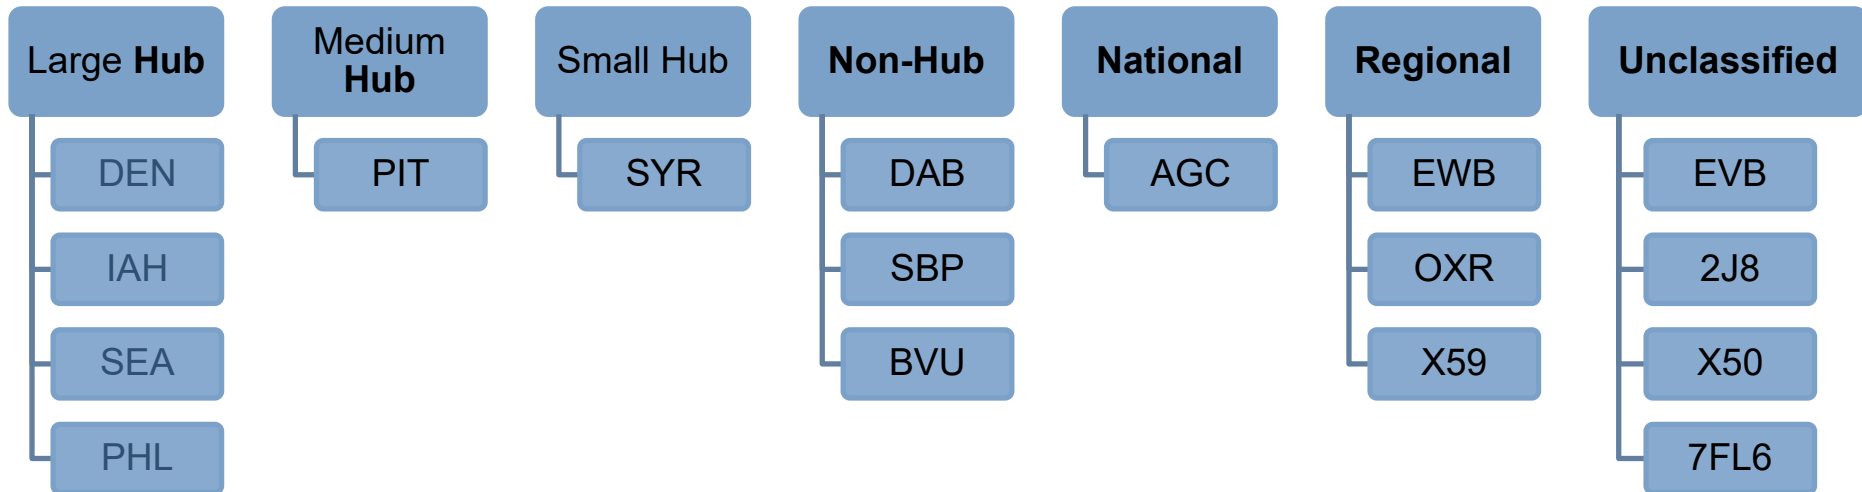 Large Hub
DEN
IAH
SEA
PHL
Medium
Hub
PIT
Small Hub
SYR
Non-Hub
DAB
SBP
BVU
National
AGC
Regional
EWB
OXR
X59
Unclassified
EVB
2J8
X50
7FL6